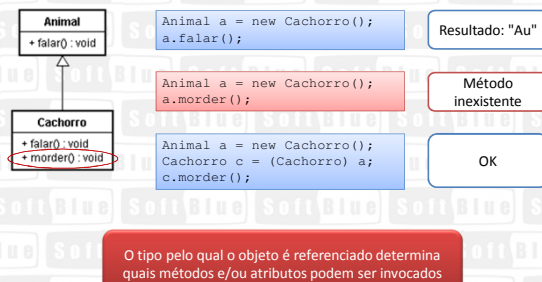 Animal
+ falar() : void
Cachorro
+ falar() : void
+ morder() : void
Animal a = new Cachorro();
a.falar();
Resultado: "Au"
Animal a = new Cachorro();
a.morder();
Método
inexistente
Animal a = new Cachorro();
Cachorro c = (Cachorro) a;
c.morder();
OK
O tipo pelo qual o objeto é referenciado determina
quais métodos e/ou atributos podem ser invocados
Soft Blue